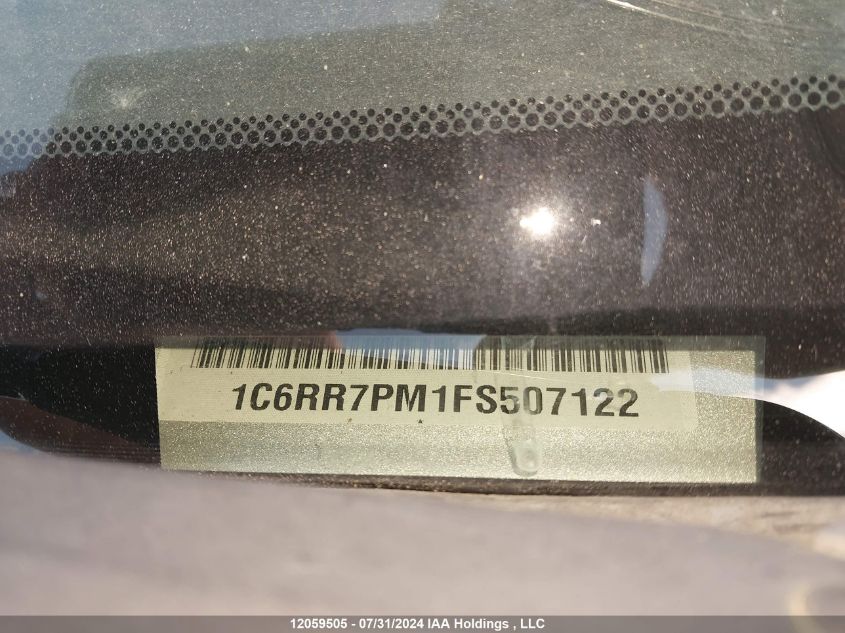 1C6RR7PM1FS507122
12059505 - 07/31/2024 IAA Holdings , LLC